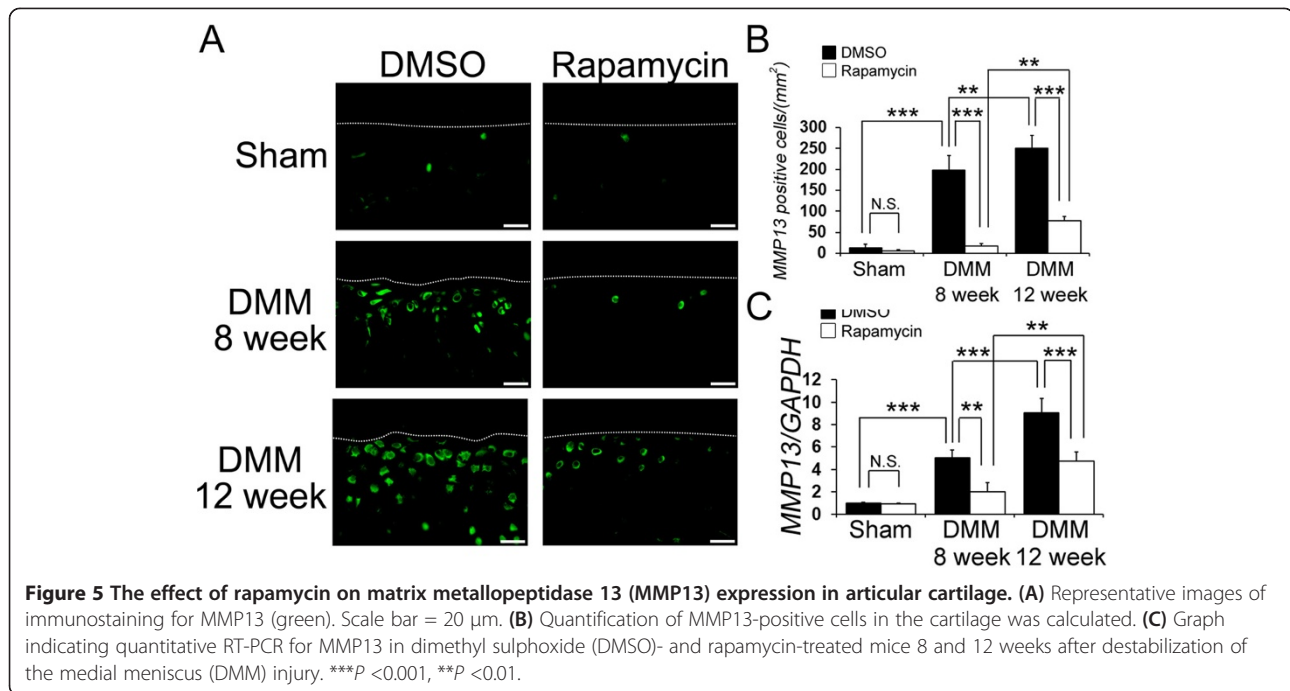 A
DMSO Rapamycin
Sham
DMM
8 week
DMM
12 week
B
DMSO
Rapamycin
MMP13 positive cells/(mm²)
300
250
200
150
100
50
0
N.S.
***
***
**
***
**
Sham DMM DMM
8 week 12 week
C
DMSO
Rapamycin
MMP13/GAPDH
12
10
8
6
4
2
0
N.S.
***
**
***
***
**
Sham DMM DMM
8 week 12 week
Figure 5 The effect of rapamycin on matrix metallopeptidase 13 (MMP13) expression in articular cartilage. (A) Representative images of
immunostaining for MMP13 (green). Scale bar = 20 μm. (B) Quantification of MMP13-positive cells in the cartilage was calculated. (C) Graph
indicating quantitative RT-PCR for MMP13 in dimethyl sulphoxide (DMSO)- and rapamycin-treated mice 8 and 12 weeks after destabilization of
the medial meniscus (DMM) injury. ***P <0.001, **P <0.01.